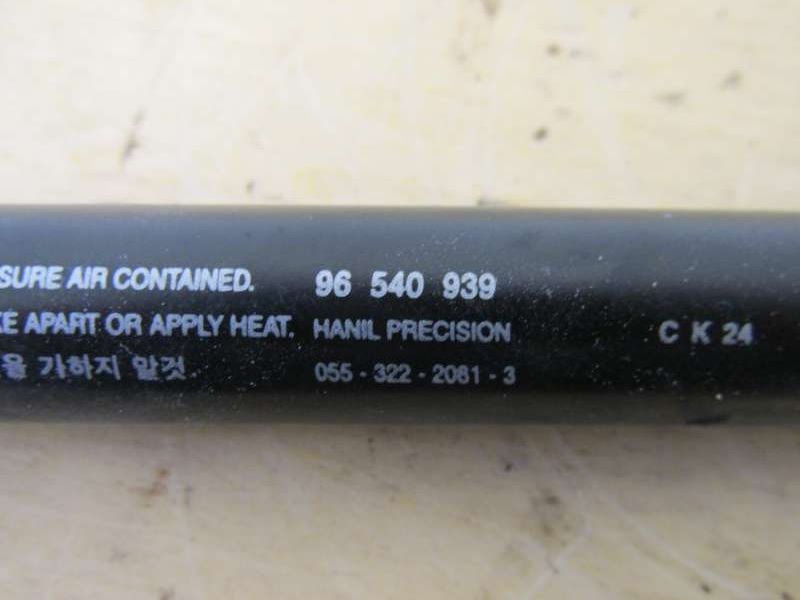 SURE AIR CONTAINED. 96 540 939
KE APART OR APPLY HEAT. HANIL PRECISION C K 24
을 가하지 말것. 055-322-2081-3